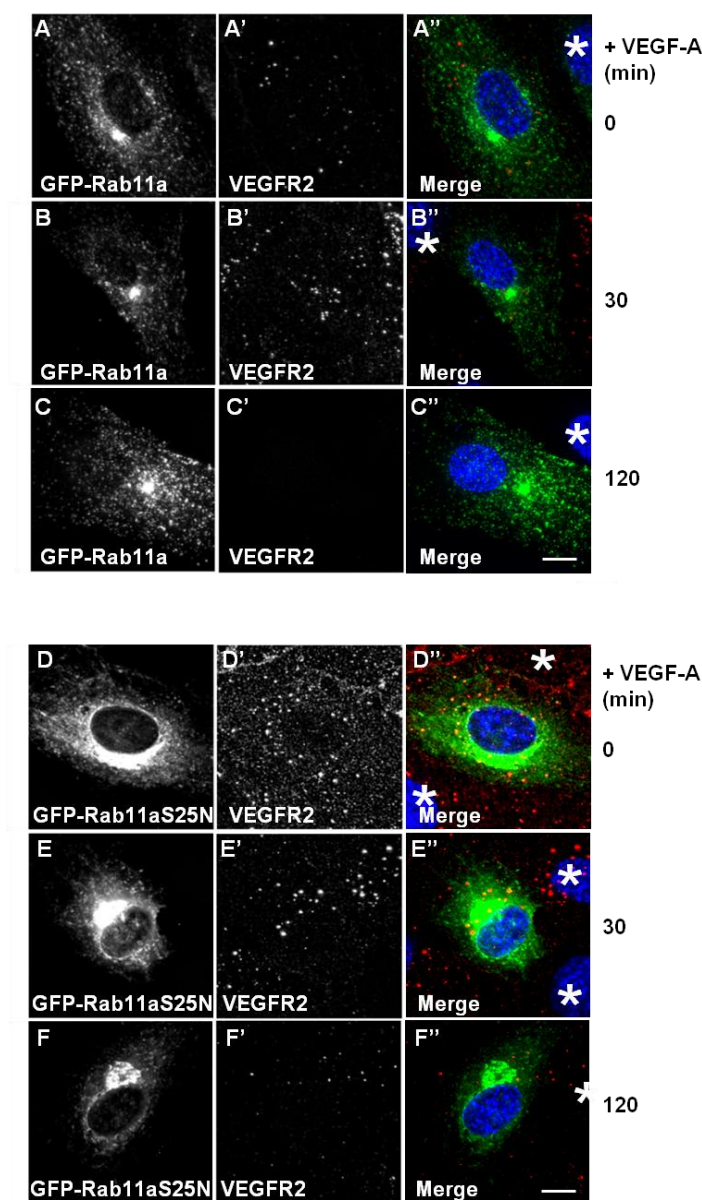 A A’ A” + VEGF-A
(min)
0
GFP-Rab11a VEGFR2 Merge
B B’ B”
30
GFP-Rab11a VEGFR2 Merge
C C’ C”
120
GFP-Rab11a VEGFR2 Merge
D D’ D” + VEGF-A
(min)
0
GFP-Rab11aS25N VEGFR2 Merge
E E’ E”
30
GFP-Rab11aS25N VEGFR2 Merge
F F’ F”
120
GFP-Rab11aS25N VEGFR2 Merge